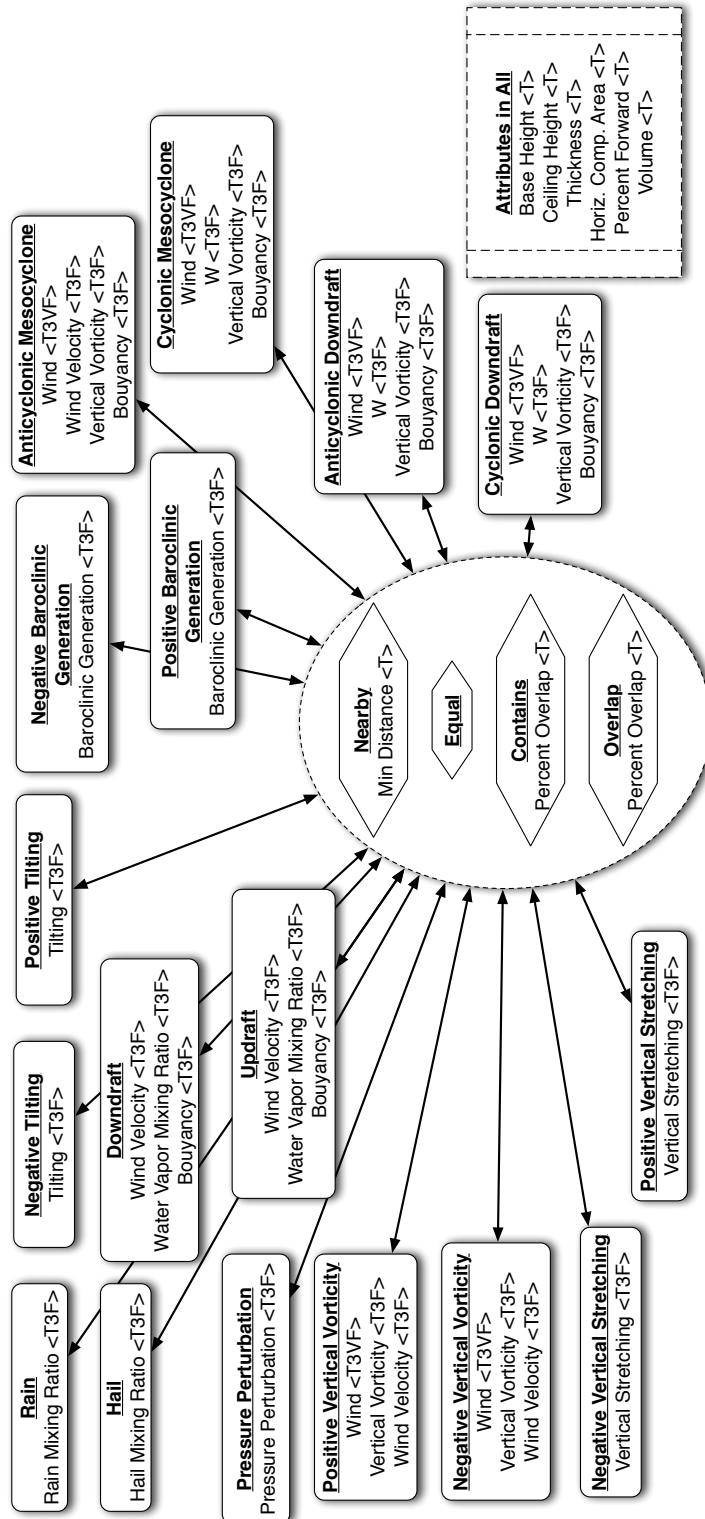 Rain
Rain Mixing Ratio <T3F>
Hail
Hail Mixing Ratio <T3F>
Negative Tilting
Tilting <T3F>
Positive Tilting
Tilting <T3F>
Negative Baroclinic
Generation
Baroclinic Generation <T3F>
Anticyclonic Mesocyclone
Wind <T3VF>
Wind Velocity <T3F>
Vertical Vorticity <T3F>
Bouyancy <T3F>
Downdraft
Wind Velocity <T3F>
Water Vapor Mixing Ratio <T3F>
Bouyancy <T3F>
Positive Baroclinic
Generation
Baroclinic Generation <T3F>
Cyclonic Mesocyclone
Wind <T3VF>
W <T3F>
Vertical Vorticity <T3F>
Bouyancy <T3F>
Updraft
Wind Velocity <T3F>
Water Vapor Mixing Ratio <T3F>
Bouyancy <T3F>
Pressure Perturbation
Pressure Perturbation <T3F>
Anticyclonic Downdraft
Wind <T3VF>
W <T3F>
Vertical Vorticity <T3F>
Bouyancy <T3F>
Positive Vertical Vorticity
Wind <T3VF>
Vertical Vorticity <T3F>
Wind Velocity <T3F>
Nearby
Min Distance <T>
Equal
Contains
Percent Overlap <T>
Overlap
Percent Overlap <T>
Cyclonic Downdraft
Wind <T3VF>
W <T3F>
Vertical Vorticity <T3F>
Bouyancy <T3F>
Attributes in All
Base Height <T>
Celling Height <T>
Thickness <T>
Horiz. Comp. Area <T>
Percent Forward <T>
Volume <T>
Negative Vertical Vorticity
Wind <T3VF>
Vertical Vorticity <T3F>
Wind Velocity <T3F>
Negative Vertical Stretching
Vertical Stretching <T3F>
Positive Vertical Stretching
Vertical Stretching <T3F>